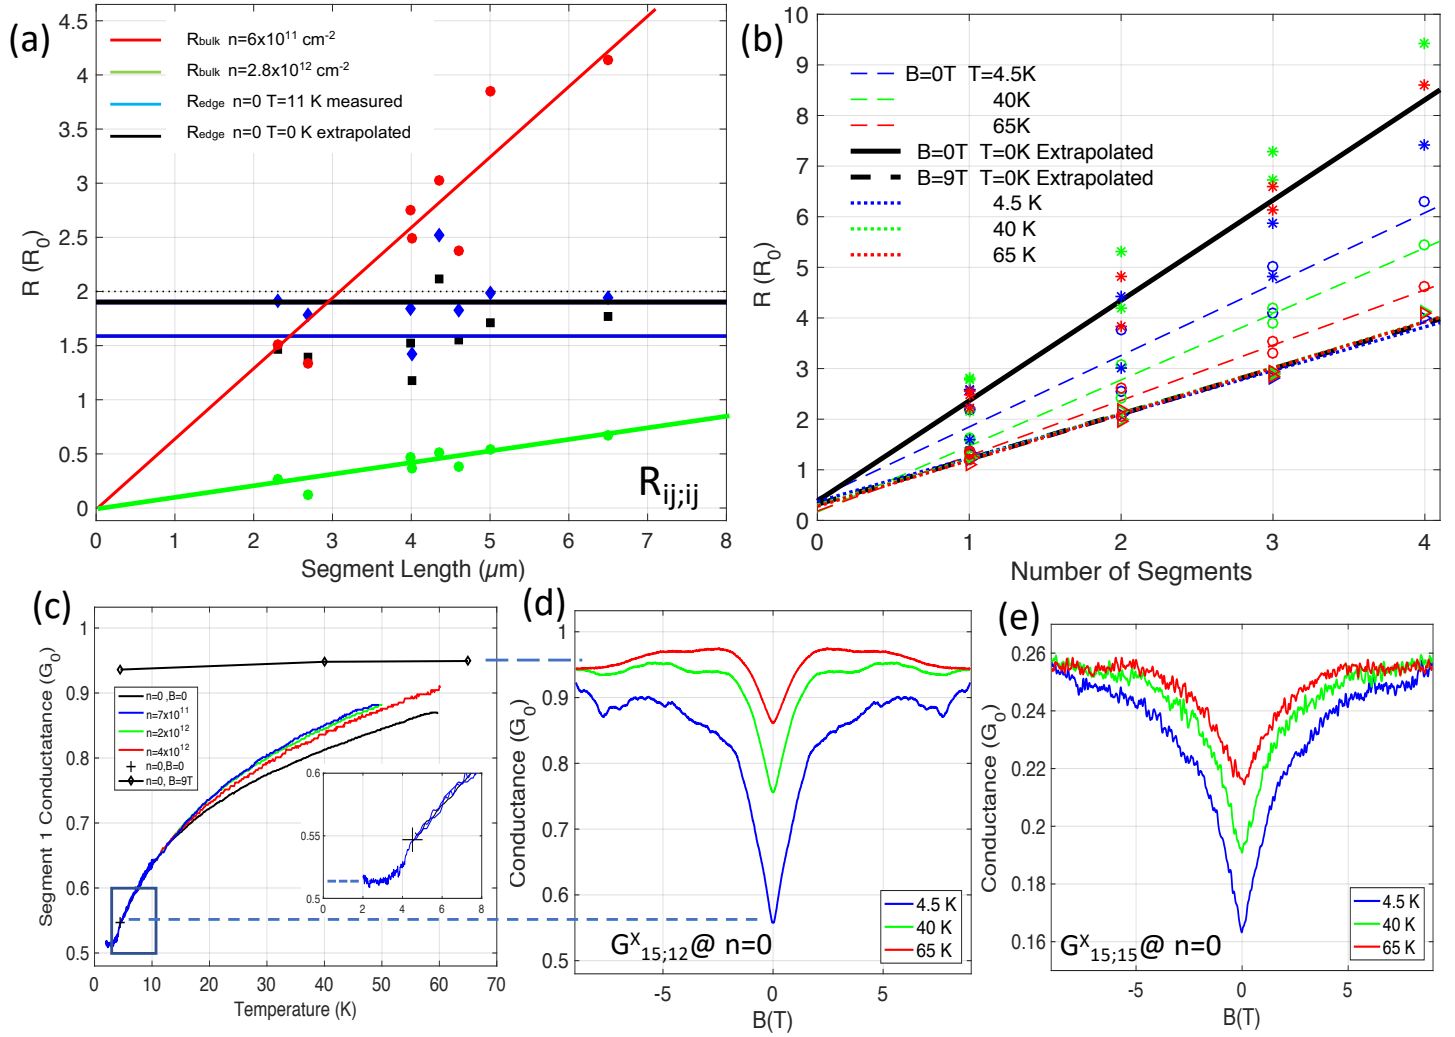 (a)
R (R0)
4.5
4
3.5
3
2.5
2
1.5
1
0.5
0
Rbulk n=6x10^11 cm^-2
Rbulk n=2.8x10^12 cm^-2
Redge n=0 T=11 K measured
Redge n=0 T=0 K extrapolated
Rij;ij
0 1 2 3 4 5 6 7 8
Segment Length (μm)
(b)
R (R0)
10
9
8
7
6
5
4
3
2
1
0
B=0T T=4.5K
40K
65K
B=0T T=0K Extrapolated
B=9T T=0K Extrapolated
4.5 K
40 K
65 K
0 1 2 3 4
Number of Segments
(c)
Segment 1 Conductatance (G0)
1
0.9
0.8
0.7
0.6
0.5
n=0 ,B=0
n=7x10^11
n=2x10^12
n=4x10^12
n=0,B=0
n=0, B=9T
0.6
0.55
0.5
0 2 4 6 8
0 10 20 30 40 50 60 70
Temperature (K)
(d)
Conductance (G0)
1
0.9
0.8
0.7
0.6
0.5
4.5 K
40 K
65 K
G^X 15;12@ n=0
-5 0 5
B(T)
(e)
Conductance (G0)
0.26
0.24
0.22
0.2
0.18
0.16
4.5 K
40 K
65 K
G^X 15;15@ n=0
-5 0 5
B(T)